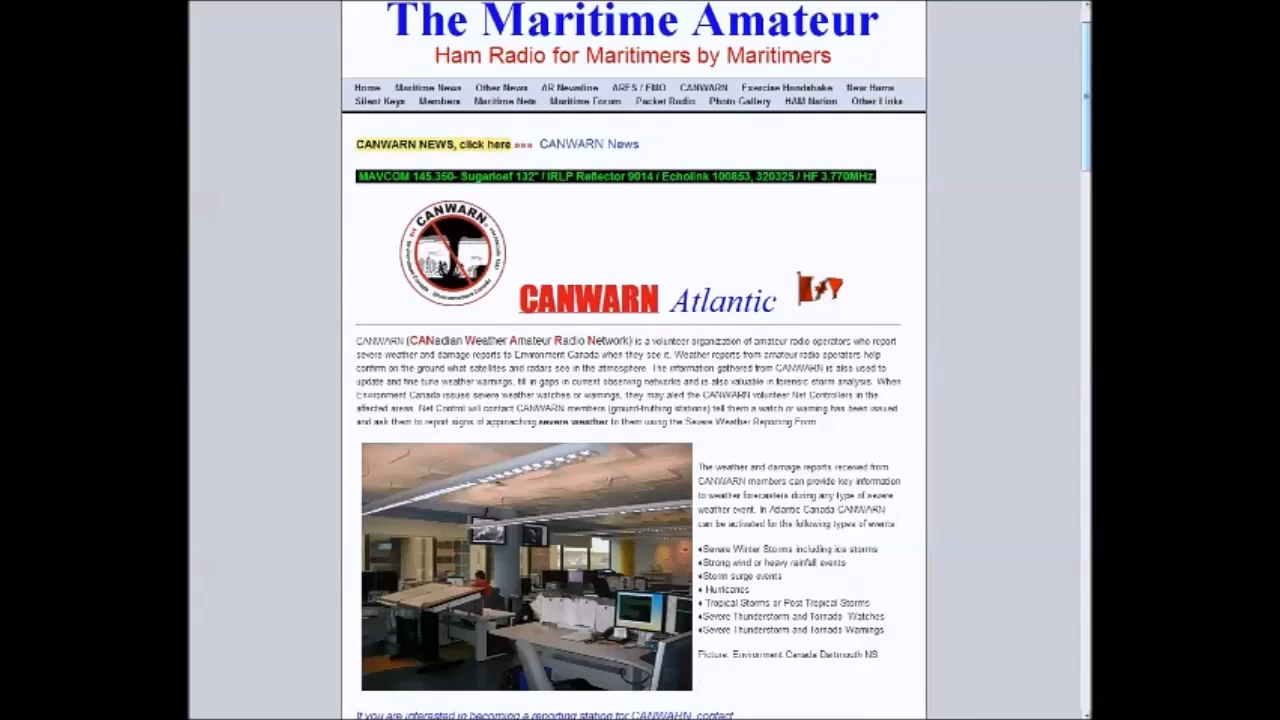 The Maritime Amateur
Ham Radio for Maritimers by Maritimers
Home Maritime News Other News AR Newsline ARES / EMO CANWARN Exercise Handshake New Hams
Silent Keys Members Maritime Nets Maritime Forum Packet Radio Photo Gallery HAM Nation Other Links
CANWARN NEWS, click here »»» CANWARN News
MAVCOM 145.350- Sugarloaf 132" / IRLP Reflector 9014 / Echolink 100853, 320325 / HF 3.770MHz
CANWARN
CANWARN Atlantic
CANWARN (CANadian Weather Amateur Radio Network) is a volunteer organization of amateur radio operators who report
severe weather and damage reports to Environment Canada when they see it. Weather reports from amateur radio operators help
confirm on the ground what satellites and radars see in the atmosphere. The information gathered from CANWARN is also used to
update and fine tune weather warnings, fill in gaps in current observing networks and is also valuable in forensic storm analysis. When
Environment Canada issues severe weather watches or warnings, they may alert the CANWARN volunteer Net Controllers in the
affected areas. Net Control will contact CANWARN members (ground-truthing stations) tell them a watch or warning has been issued
and ask them to report signs of approaching severe weather to them using the Severe Weather Reporting Form
The weather and damage reports received from
CANWARN members can provide key information
to weather forecasters during any type of severe
weather event. In Atlantic Canada CANWARN
can be activated for the following types of events:
♦Severe Winter Storms including ice storms
♦Strong wind or heavy rainfall events
♦Storm surge events
♦ Hurricanes
♦ Tropical Storms or Post Tropical Storms
♦Severe Thunderstorm and Tornado Watches
♦Severe Thunderstorm and Tornado Warnings
Picture: Environment Canada Dartmouth NS
If you are interested in becoming a reporting station for CANWARN, contact